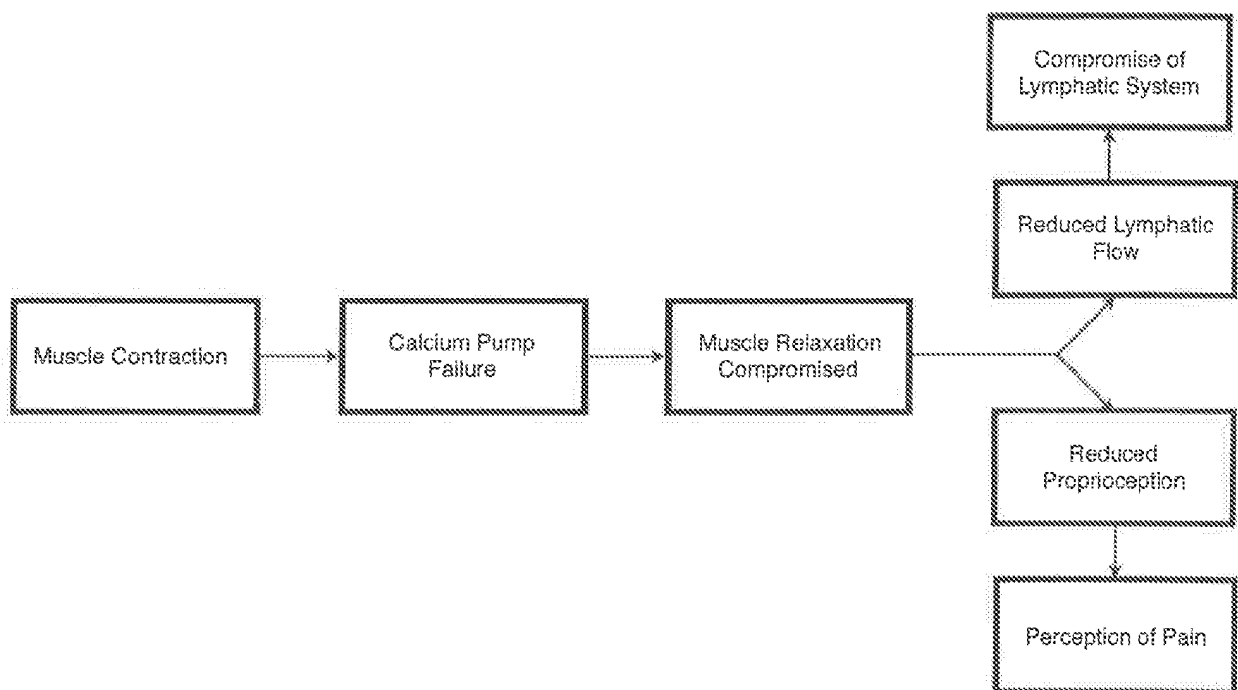 Compromise of
Lymphatic System
Reduced Lymphatic
Flow
Muscle Contraction
Calcium Pump
Failure
Muscle Relaxation
Compromised
Reduced
Proprioception
Perception of Pain